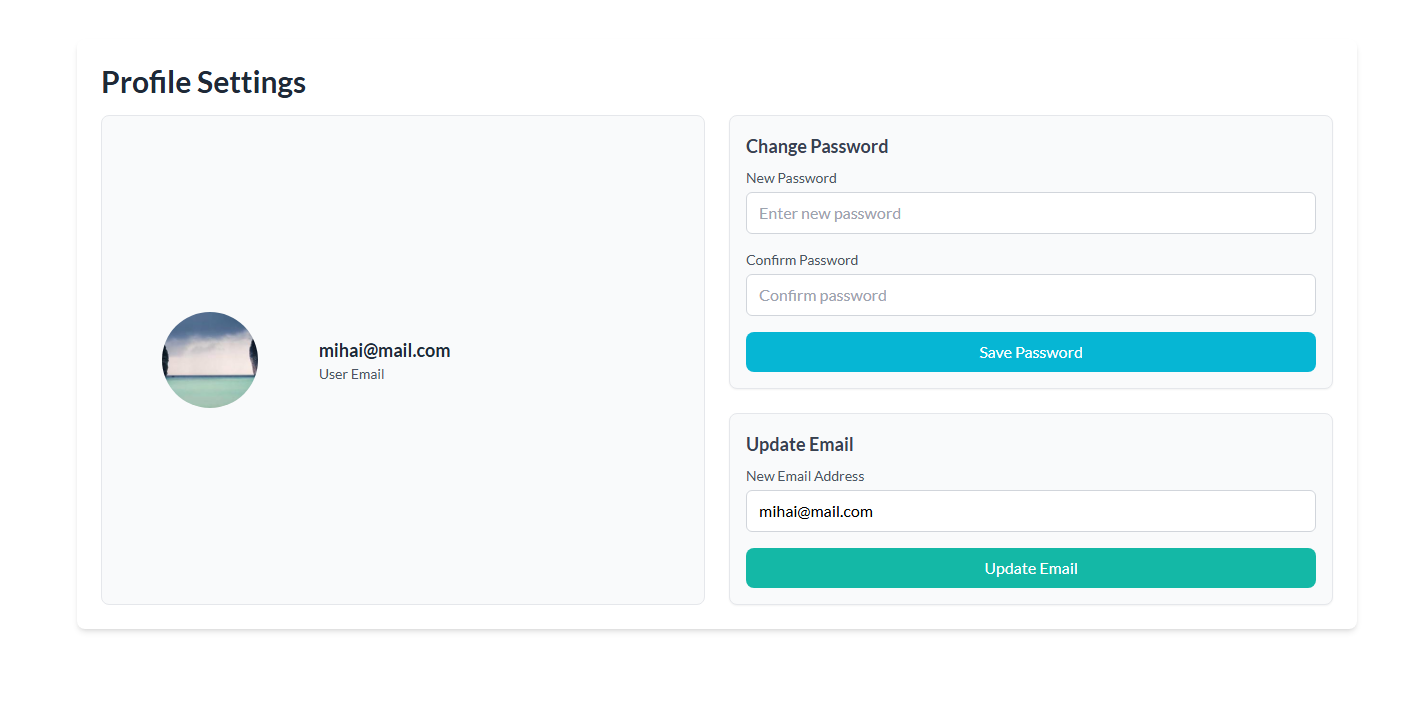 Profile Settings
mihai@mail.com
User Email
Change Password
New Password
Enter new password
Confirm Password
Confirm password
Save Password
Update Email
New Email Address
mihai@mail.com
Update Email